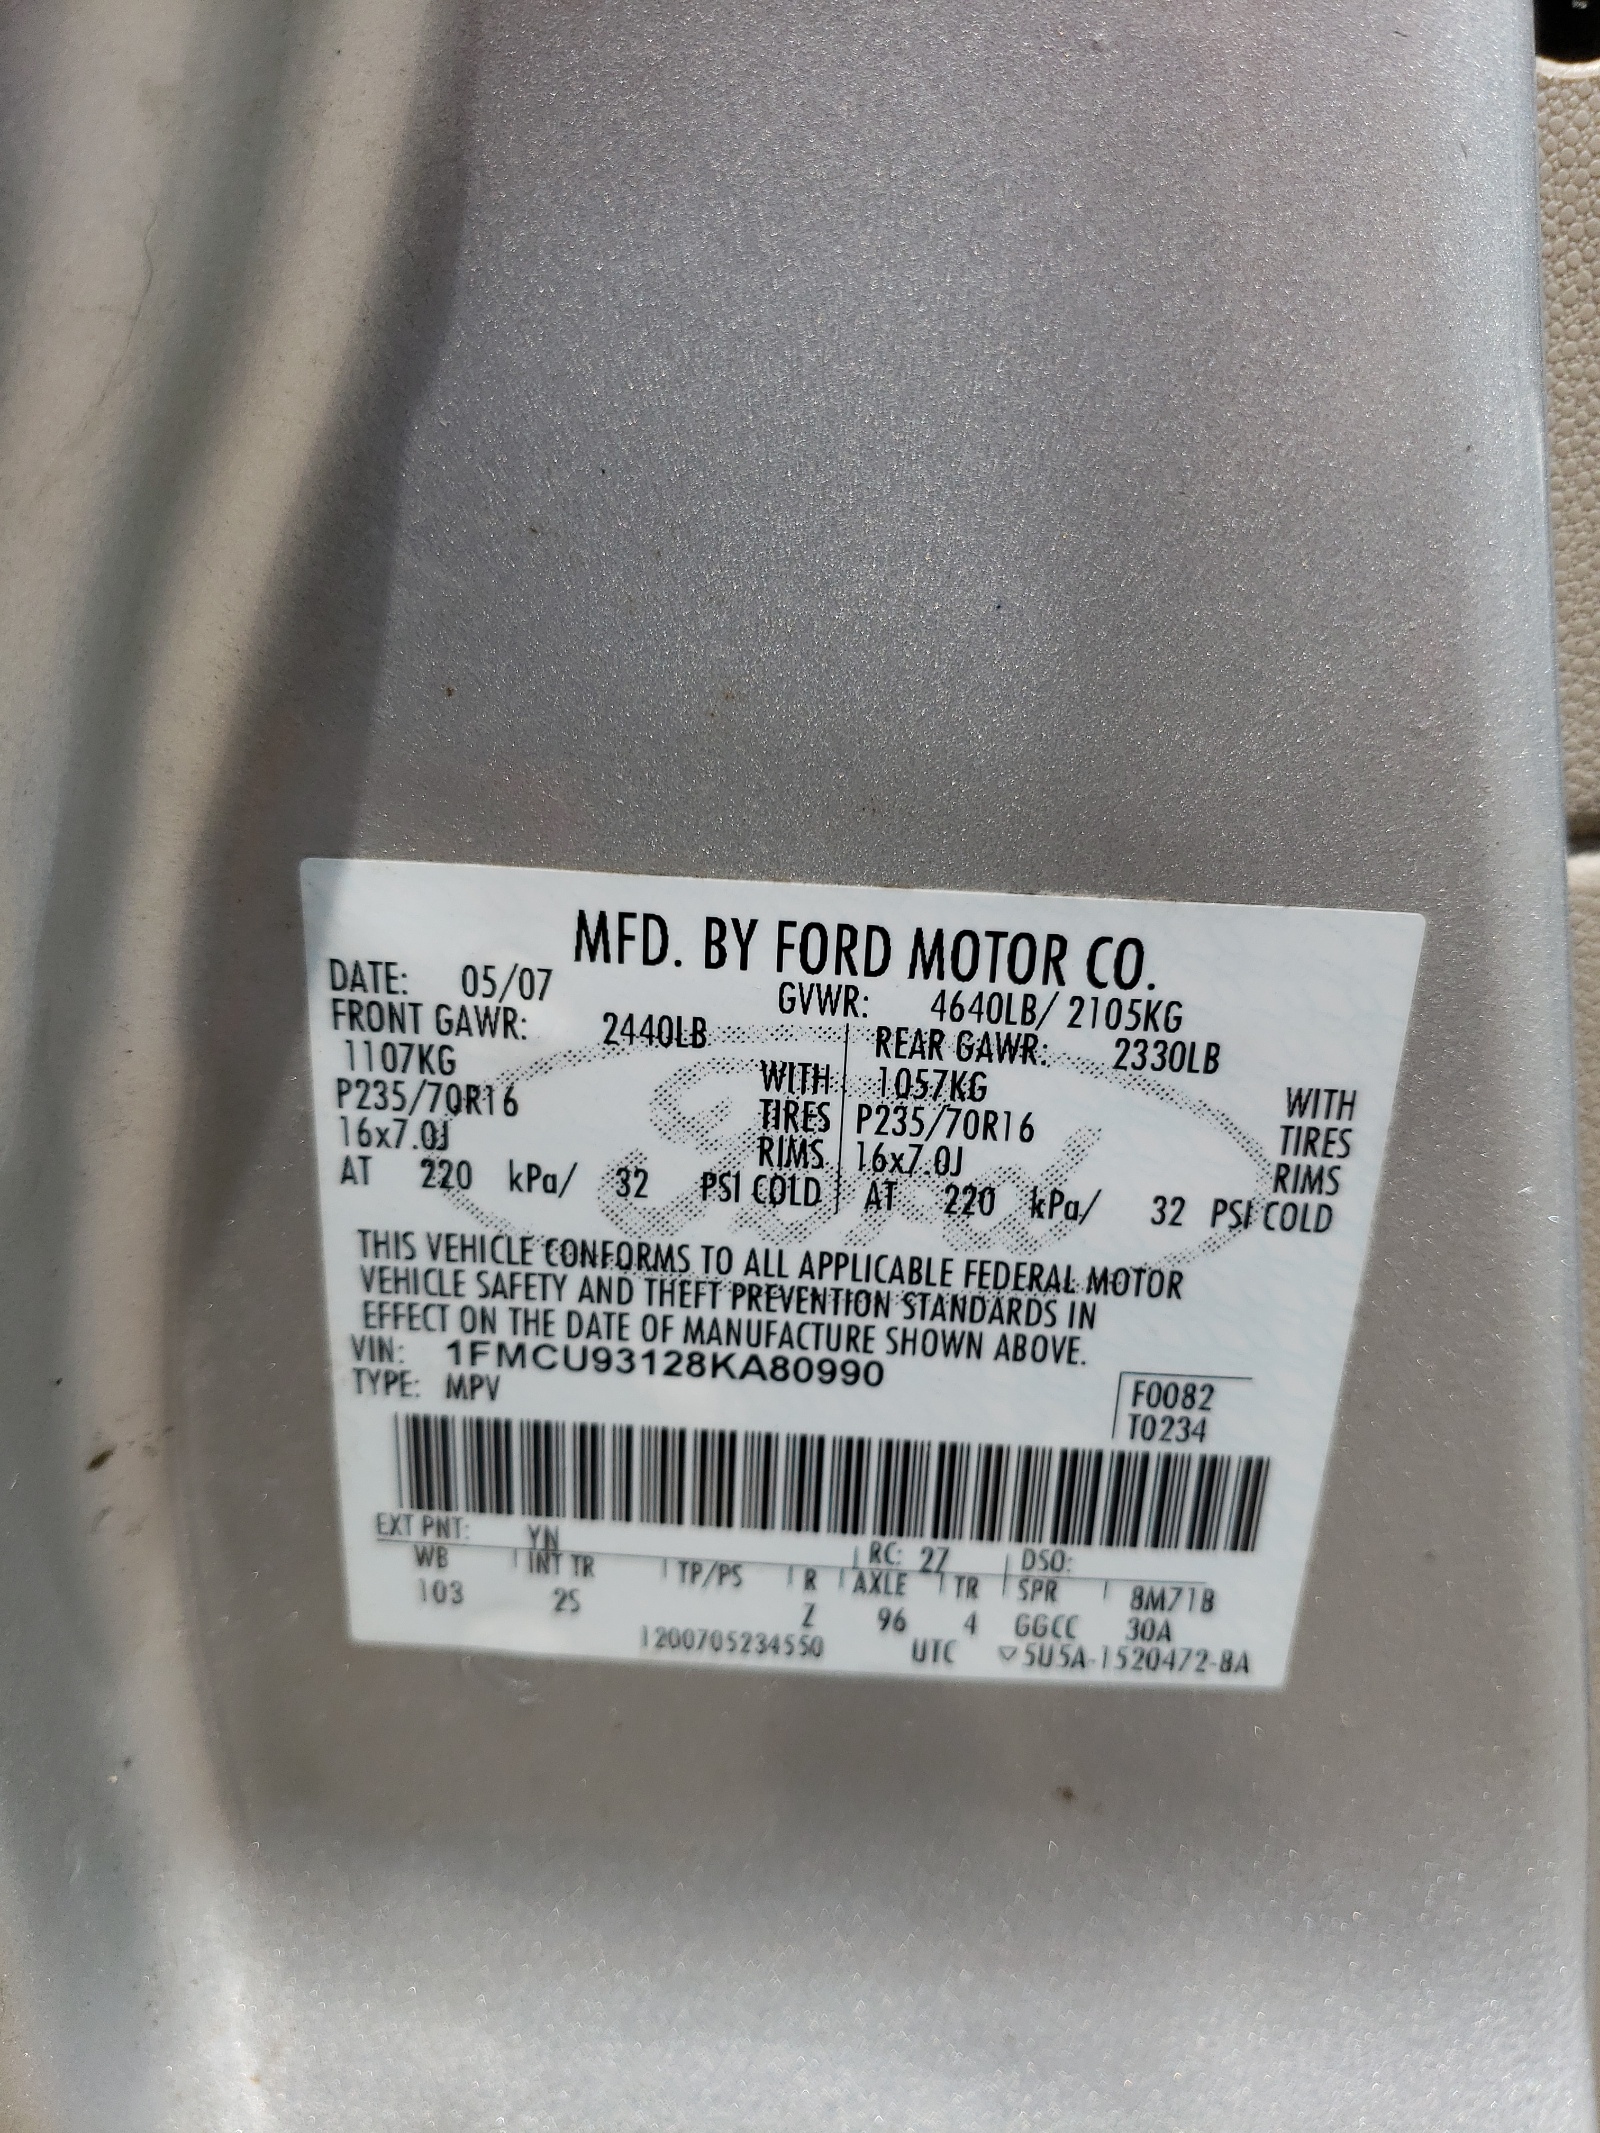 MFD. BY FORD MOTOR CO.
DATE: 05/07 GVWR: 4640LB/ 2105KG
FRONT GAWR: 2440LB REAR GAWR: 2330LB
1107KG WITH 1057KG WITH
P235/70R16 TIRES P235/70R16 TIRES
16x7.0J RIMS 16x7.0J RIMS
AT 220 kPa/ 32 PSI COLD AT 220 kPa/ 32 PSI COLD
THIS VEHICLE CONFORMS TO ALL APPLICABLE FEDERAL MOTOR
VEHICLE SAFETY AND THEFT PREVENTION STANDARDS IN
EFFECT ON THE DATE OF MANUFACTURE SHOWN ABOVE.
VIN: 1FMCU93128KA80990
TYPE: MPV
F0082
T0234
EXT PNT: YN RC: 27 DSO:
WB INT TR TP/PS R AXLE TR SPR 8M71B
103 2S Z 96 4 GGCC 30A
1200705234550 UTC ▽5U5A-1520472-BA
Ford